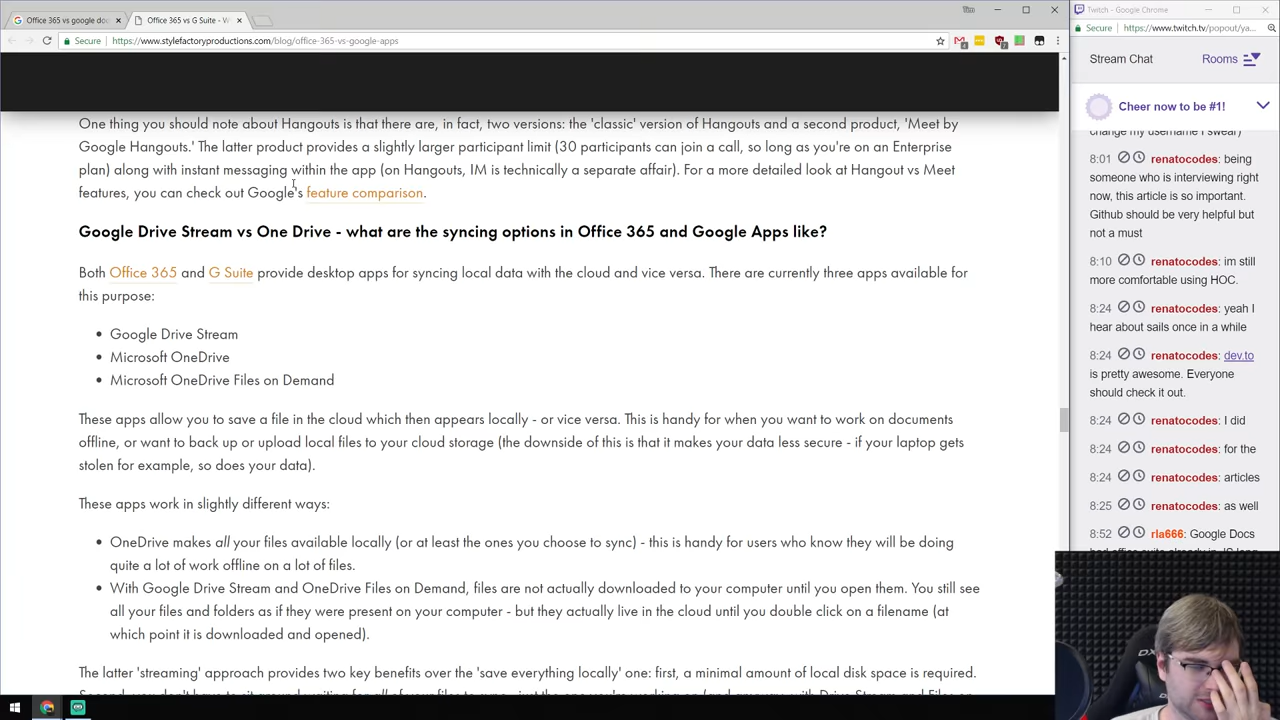 Office 365 vs google doc
Office 365 vs G Suite - W
Tim
Secure
https://www.stylefactoryproductions.com/blog/office-365-vs-google-apps
One thing you should note about Hangouts is that there are, in fact, two versions: the 'classic' version of Hangouts and a second product, 'Meet by
Google Hangouts.' The latter product provides a slightly larger participant limit (30 participants can join a call, so long as you're on an Enterprise
plan) along with instant messaging within the app (on Hangouts, IM is technically a separate affair). For a more detailed look at Hangout vs Meet
features, you can check out Google's feature comparison.
Google Drive Stream vs One Drive - what are the syncing options in Office 365 and Google Apps like?
Both Office 365 and G Suite provide desktop apps for syncing local data with the cloud and vice versa. There are currently three apps available for
this purpose:
Google Drive Stream
Microsoft OneDrive
Microsoft OneDrive Files on Demand
These apps allow you to save a file in the cloud which then appears locally - or vice versa. This is handy for when you want to work on documents
offline, or want to back up or upload local files to your cloud storage (the downside of this is that it makes your data less secure - if your laptop gets
stolen for example, so does your data).
These apps work in slightly different ways:
OneDrive makes all your files available locally (or at least the ones you choose to sync) - this is handy for users who know they will be doing
quite a lot of work offline on a lot of files.
With Google Drive Stream and OneDrive Files on Demand, files are not actually downloaded to your computer until you open them. You still see
all your files and folders as if they were present on your computer - but they actually live in the cloud until you double click on a filename (at
which point it is downloaded and opened).
The latter 'streaming' approach provides two key benefits over the 'save everything locally' one: first, a minimal amount of local disk space is required.
Twitch - Google Chrome
Secure https://www.twitch.tv/popout/ya...
Stream Chat
Rooms
Cheer now to be #1!
change my username I swear)
8:01 renatocodes: being
someone who is interviewing right
now, this article is so important.
Github should be very helpful but
not a must
8:10 renatocodes: im still
more comfortable using HOC.
8:24 renatocodes: yeah I
hear about sails once in a while
8:24 renatocodes: dev.to
is pretty awesome. Everyone
should check it out.
8:24 renatocodes: I did
8:24 renatocodes: for the
8:24 renatocodes: articles
8:25 renatocodes: as well
8:52 rla666: Google Docs